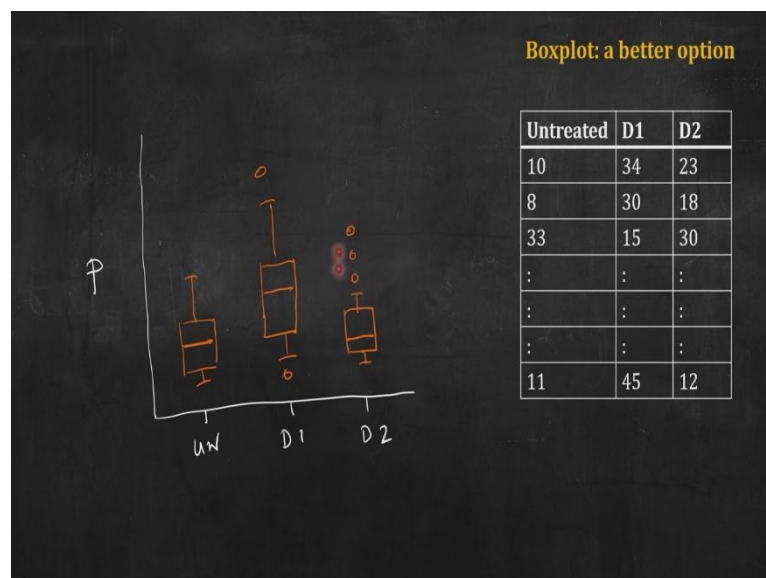 Boxplot: a better option
Untreated D1 D2
10 34 23
8 30 18
33 15 30
: : :
: : :
: : :
11 45 12
P
UN D1 D2